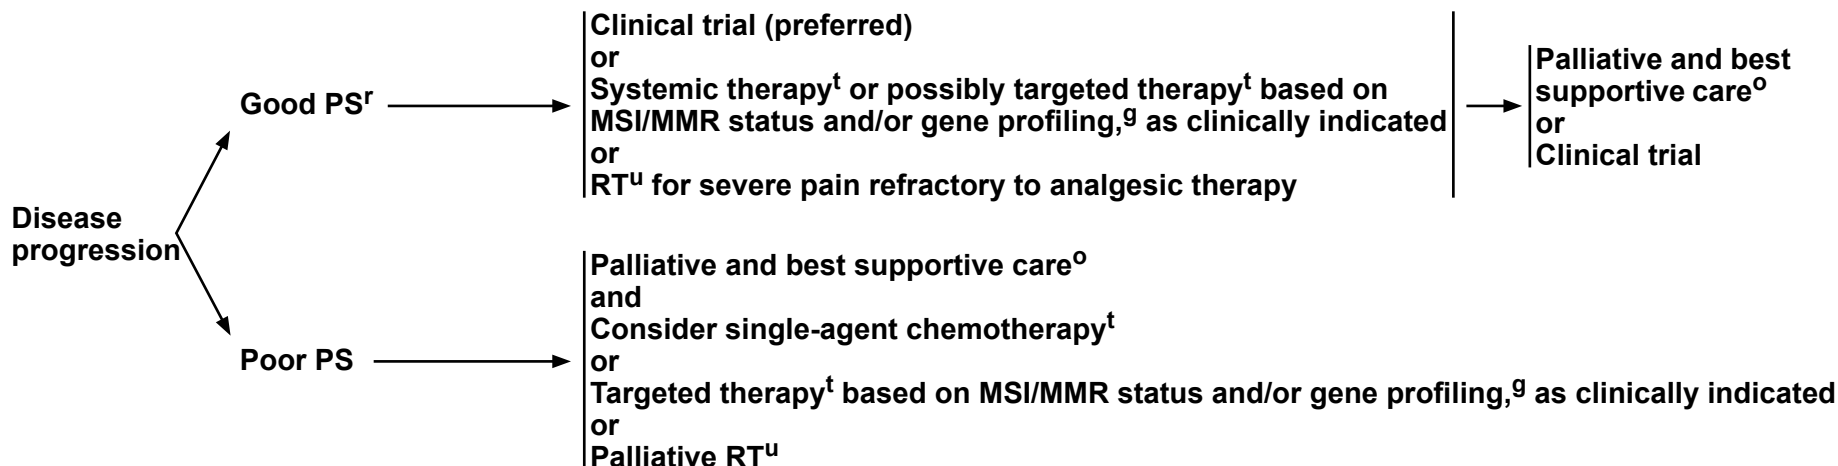 Disease
progression
Good PSʳ
Clinical trial (preferred)
or
Systemic therapyᵗ or possibly targeted therapyᵗ based on
MSI/MMR status and/or gene profiling,ᵍ as clinically indicated
or
RTᵘ for severe pain refractory to analgesic therapy
Palliative and best
supportive careᵒ
or
Clinical trial
Poor PS
Palliative and best supportive careᵒ
and
Consider single-agent chemotherapyᵗ
or
Targeted therapyᵗ based on MSI/MMR status and/or gene profiling,ᵍ as clinically indicated
or
Palliative RTᵘ